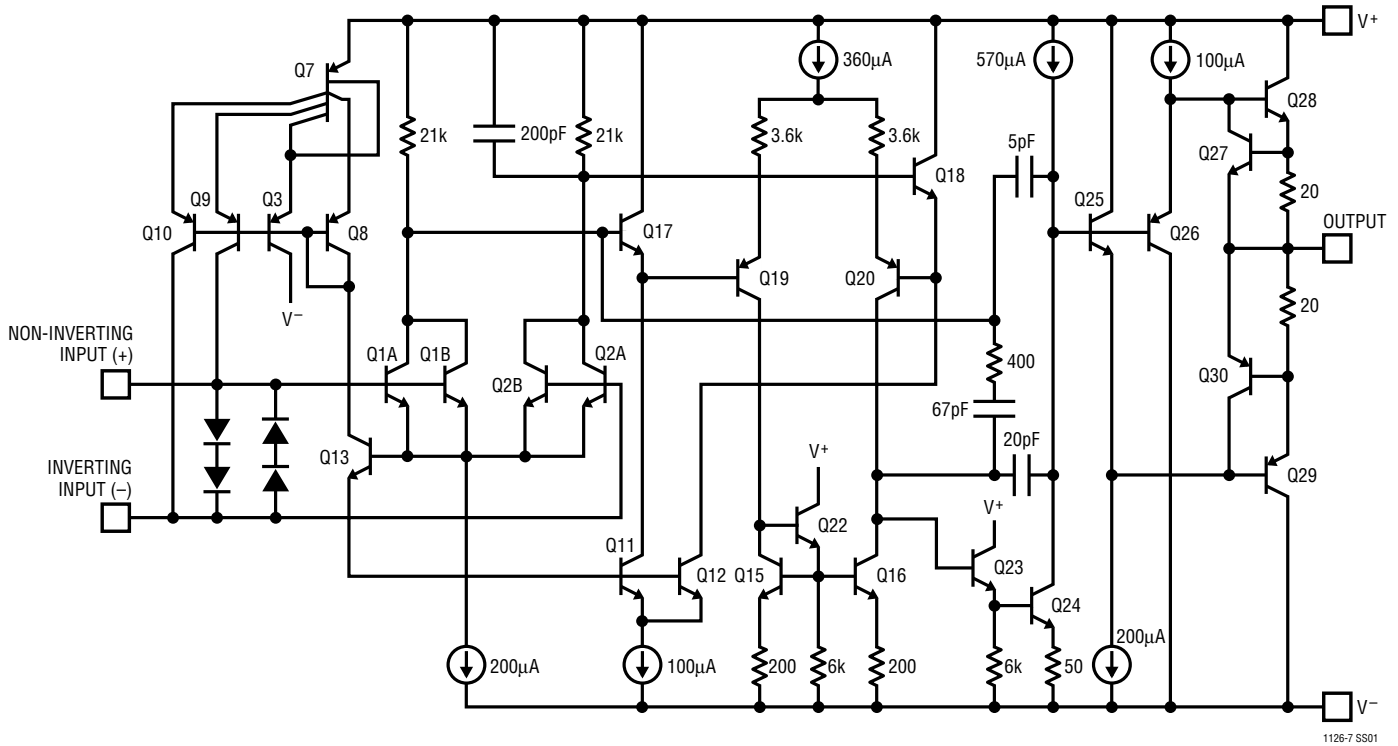 V+
360µA
570µA
100µA
Q7
Q28
21k
200pF
21k
3.6k
3.6k
5pF
Q27
Q18
20
Q9
Q3
Q25
OUTPUT
Q10
Q8
Q17
Q26
Q19
Q20
20
V–
NON-INVERTING
INPUT (+)
Q1A
Q1B
Q2B
Q2A
400
Q30
67pF
20pF
INVERTING
INPUT (–)
Q13
V+
Q29
V+
Q22
Q11
Q12
Q15
Q16
Q23
Q24
200µA
200µA
100µA
200
6k
200
6k
50
V–
1126-7 SS01